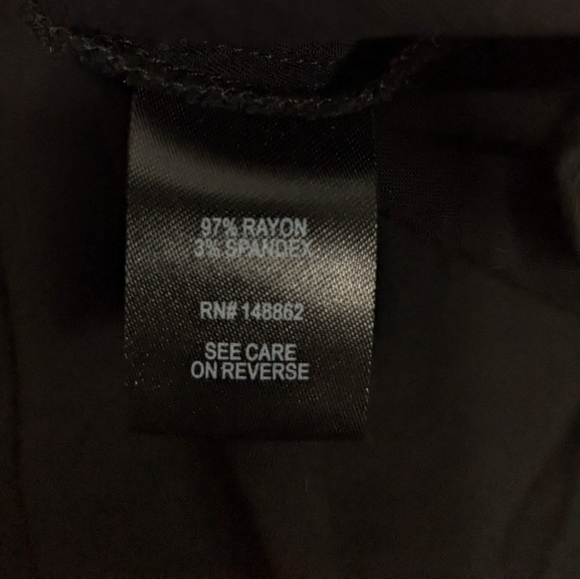 97% RAYON
3% SPANDEX
RN# 148862
SEE CARE
ON REVERSE